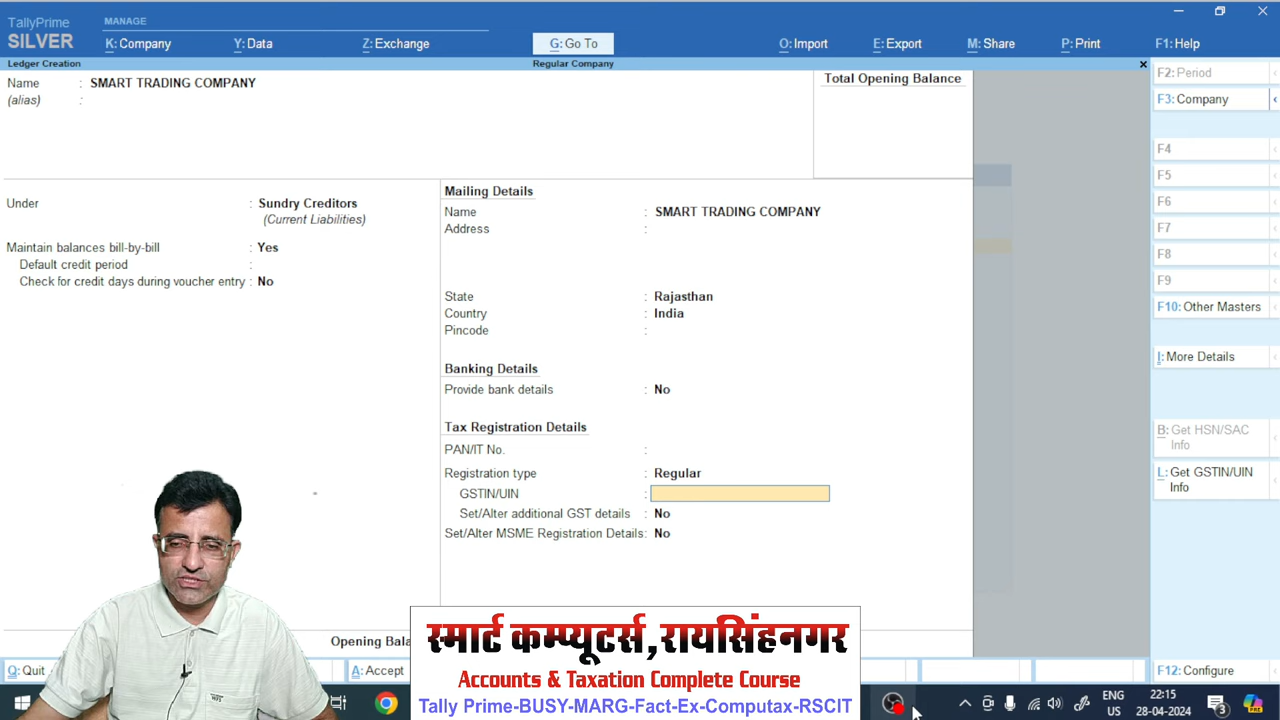 TallyPrime
SILVER
MANAGE
K: Company
Y: Data
Z: Exchange
G: Go To
O: Import
E: Export
M: Share
P: Print
F1: Help
Ledger Creation
Regular Company
Name : SMART TRADING COMPANY
(alias) :
Total Opening Balance
Under : Sundry Creditors
(Current Liabilities)
Maintain balances bill-by-bill : Yes
Default credit period :
Check for credit days during voucher entry : No
Mailing Details
Name : SMART TRADING COMPANY
Address :
State : Rajasthan
Country : India
Pincode :
Banking Details
Provide bank details : No
Tax Registration Details
PAN/IT No. :
Registration type : Regular
GSTIN/UIN :
Set/Alter additional GST details : No
Set/Alter MSME Registration Details: No
Opening Bala
F2: Period
F3: Company
F4
F5
F6
F7
F8
F9
F10: Other Masters
I: More Details
B: Get HSN/SAC
Info
L: Get GSTIN/UIN
Info
Q: Quit
A: Accept
F12: Configure
स्मार्ट कम्प्यूटर्स,रायसिंहनगर
Accounts & Taxation Complete Course
Tally Prime-BUSY-MARG-Fact-Ex-Computax-RSCIT
ENG
IN
22:15
28-04-2024
3